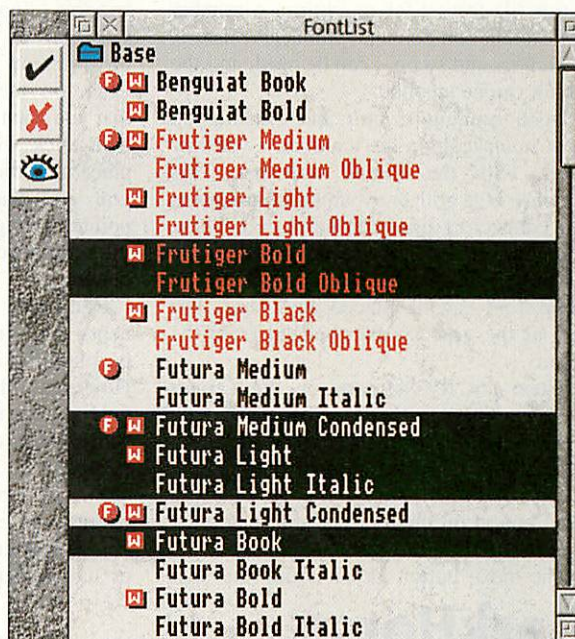 FontList
Base
F W Benguiat Book
W Benguiat Bold
F W Frutiger Medium
Frutiger Medium Oblique
W Frutiger Light
Frutiger Light Oblique
W Frutiger Bold
Frutiger Bold Oblique
W Frutiger Black
Frutiger Black Oblique
F Futura Medium
Futura Medium Italic
F W Futura Medium Condensed
W Futura Light
Futura Light Italic
F W Futura Light Condensed
W Futura Book
Futura Book Italic
W Futura Bold
Futura Bold Italic